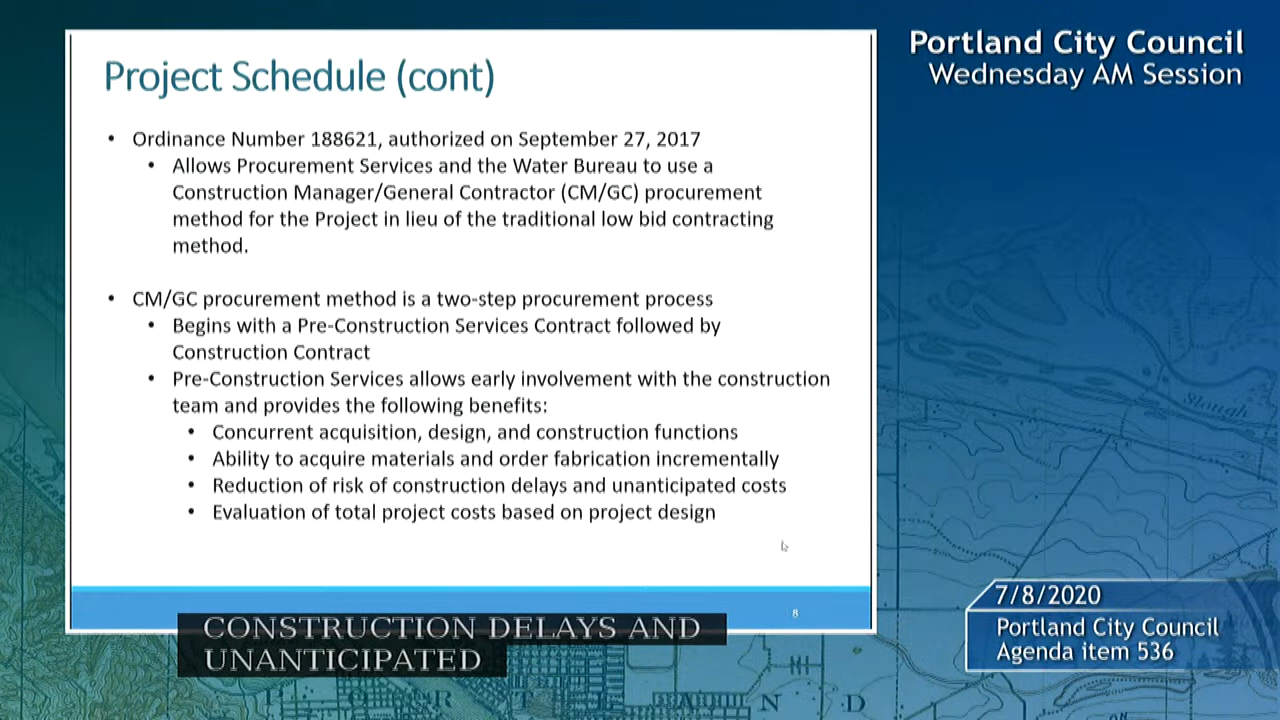 Portland City Council
Wednesday AM Session
Project Schedule (cont)
• Ordinance Number 188621, authorized on September 27, 2017
• Allows Procurement Services and the Water Bureau to use a
Construction Manager/General Contractor (CM/GC) procurement
method for the Project in lieu of the traditional low bid contracting
method.
• CM/GC procurement method is a two-step procurement process
• Begins with a Pre-Construction Services Contract followed by
Construction Contract
• Pre-Construction Services allows early involvement with the construction
team and provides the following benefits:
• Concurrent acquisition, design, and construction functions
• Ability to acquire materials and order fabrication incrementally
• Reduction of risk of construction delays and unanticipated costs
• Evaluation of total project costs based on project design
8
CONSTRUCTION DELAYS AND
UNANTICIPATED
Slough
7/8/2020
Portland City Council
Agenda item 536